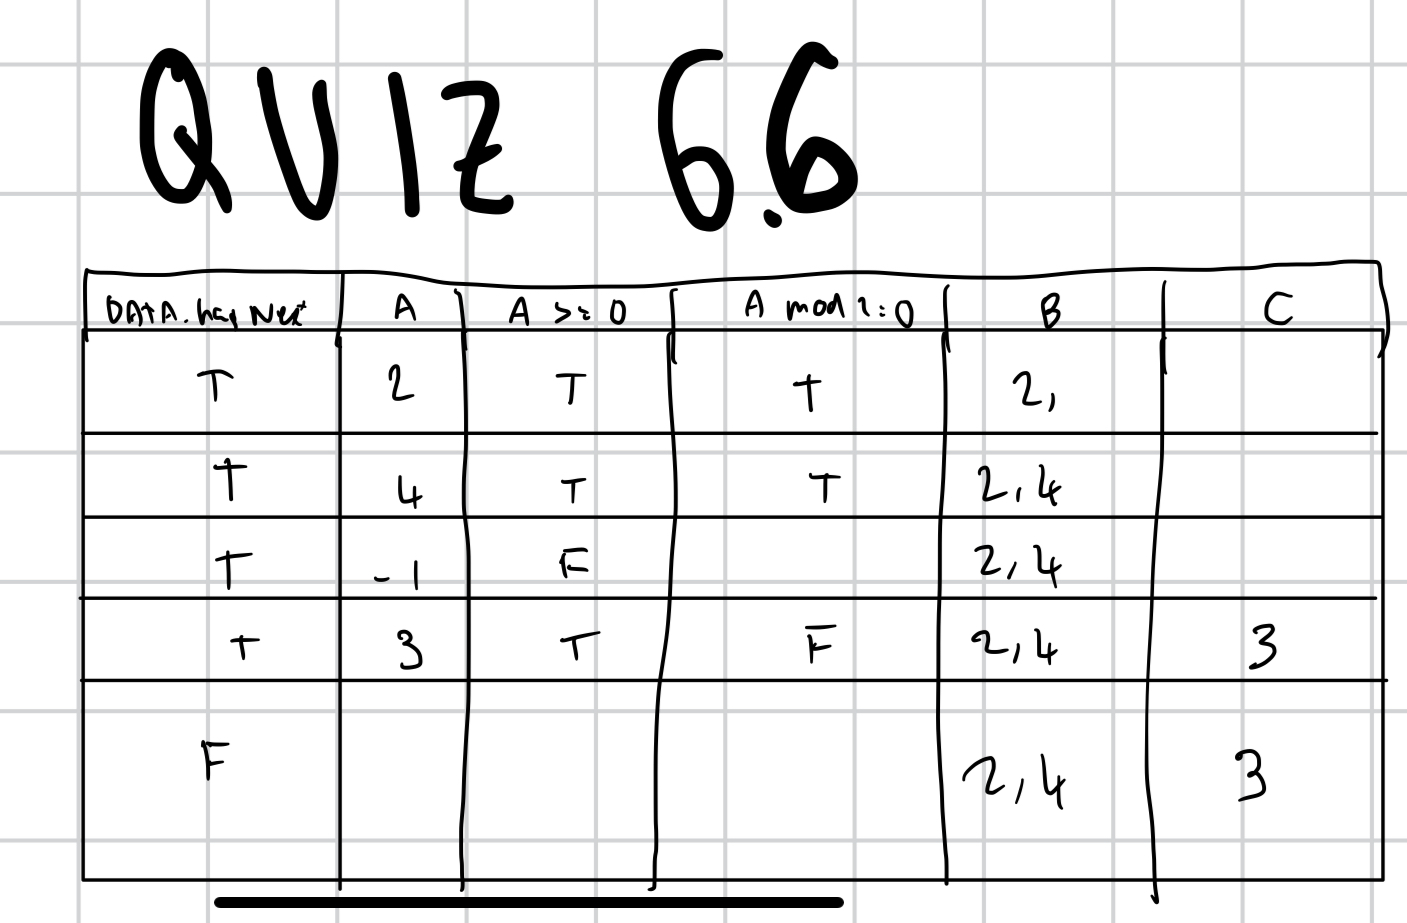 QUIZ 6.6
DATA.hasNext A A >= 0 A mod 2=0 B C
T 2 T T 2,
T 4 T T 2,4
T -1 F 2,4
T 3 T F 2,4 3
F 2,4 3